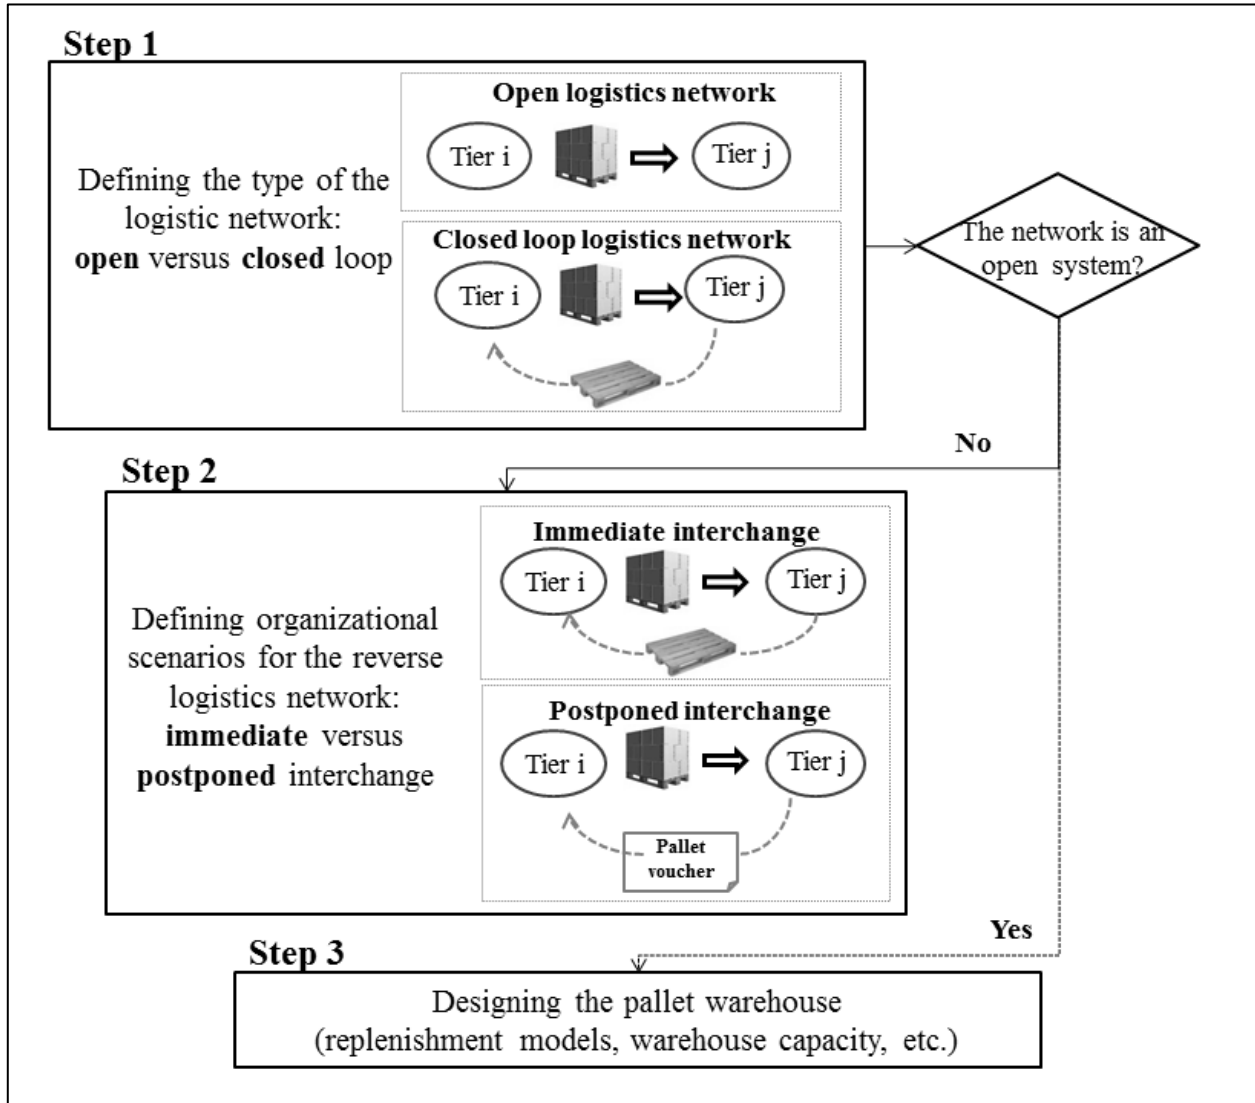 Step 1
Defining the type of the
logistic network:
open versus closed loop
Open logistics network
Tier i
Tier j
Closed loop logistics network
Tier i
Tier j
The network is an
open system?
No
Step 2
Defining organizational
scenarios for the reverse
logistics network:
immediate versus
postponed interchange
Immediate interchange
Tier i
Tier j
Postponed interchange
Tier i
Tier j
Pallet
voucher
Yes
Step 3
Designing the pallet warehouse
(replenishment models, warehouse capacity, etc.)